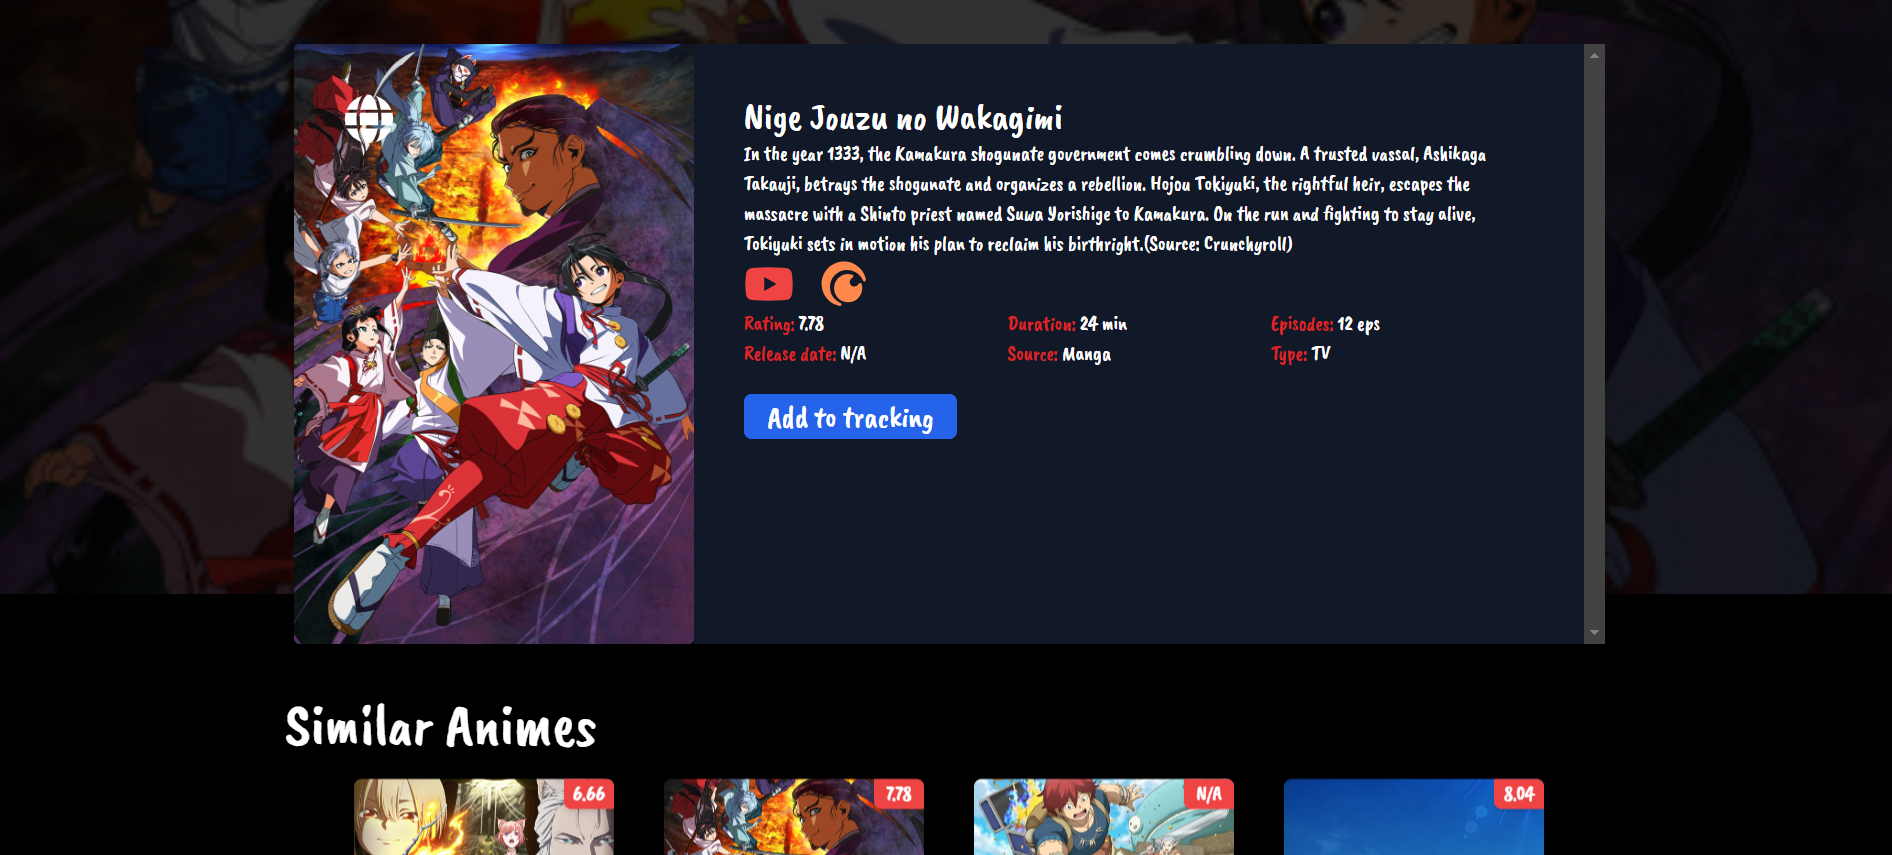 Nige Jouzu no Wakagimi
In the year 1333, the Kamakura shogunate government comes crumbling down. A trusted vassal, Ashikaga
Takauji, betrays the shogunate and organizes a rebellion. Hojou Tokiyuki, the rightful heir, escapes the
massacre with a Shinto priest named Suwa Yorishige to Kamakura. On the run and fighting to stay alive,
Tokiyuki sets in motion his plan to reclaim his birthright.(Source: Crunchyroll)
Rating: 7.78 Duration: 24 min Episodes: 12 eps
Release date: N/A Source: Manga Type: TV
Add to tracking
Similar Animes
6.66 7.78 N/A 8.04